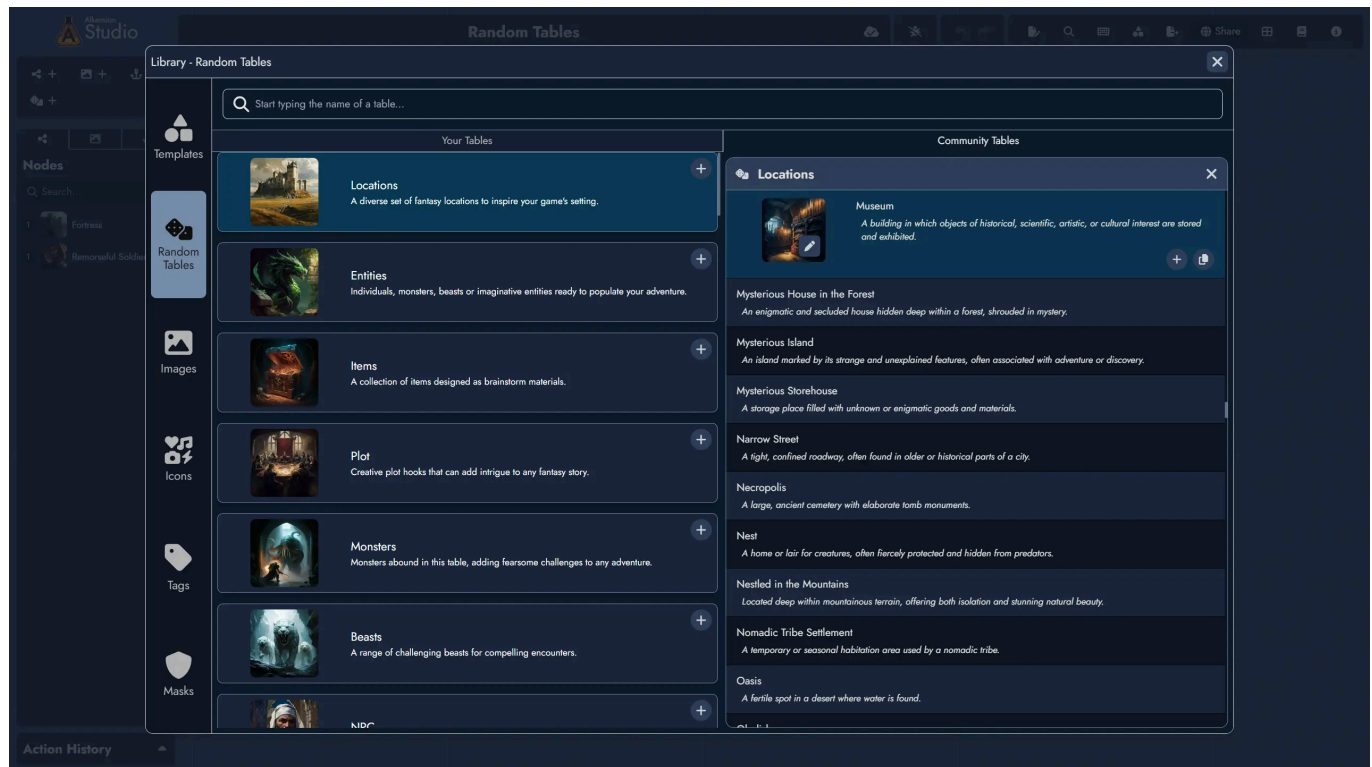 Alkemion
Studio
Random Tables
Share
Library - Random Tables
Start typing the name of a table...
Templates
Random
Tables
Images
Icons
Tags
Masks
Nodes
Search...
1 Fortress
1 Remorseful Soldier
Your Tables
Community Tables
Locations
A diverse set of fantasy locations to inspire your game's setting.
Entities
Individuals, monsters, beasts or imaginative entities ready to populate your adventure.
Items
A collection of items designed as brainstorm materials.
Plot
Creative plot hooks that can add intrigue to any fantasy story.
Monsters
Monsters abound in this table, adding fearsome challenges to any adventure.
Beasts
A range of challenging beasts for compelling encounters.
NPC
Locations
Museum
A building in which objects of historical, scientific, artistic, or cultural interest are stored
and exhibited.
Mysterious House in the Forest
An enigmatic and secluded house hidden deep within a forest, shrouded in mystery.
Mysterious Island
An island marked by its strange and unexplained features, often associated with adventure or discovery.
Mysterious Storehouse
A storage place filled with unknown or enigmatic goods and materials.
Narrow Street
A tight, confined roadway, often found in older or historical parts of a city.
Necropolis
A large, ancient cemetery with elaborate tomb monuments.
Nest
A home or lair for creatures, often fiercely protected and hidden from predators.
Nestled in the Mountains
Located deep within mountainous terrain, offering both isolation and stunning natural beauty.
Nomadic Tribe Settlement
A temporary or seasonal habitation area used by a nomadic tribe.
Oasis
A fertile spot in a desert where water is found.
Action History